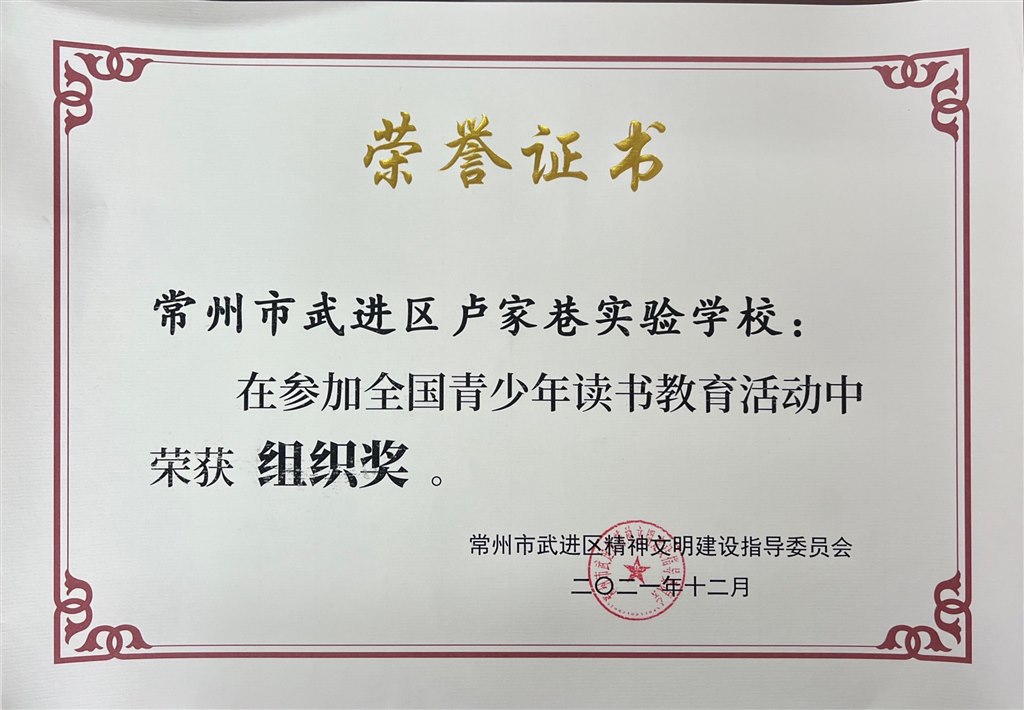 荣誉证书
常州市武进区卢家巷实验学校：
在参加全国青少年读书教育活动中
荣获 组织奖 。
常州市武进区精神文明建设指导委员会
二〇二一年十二月